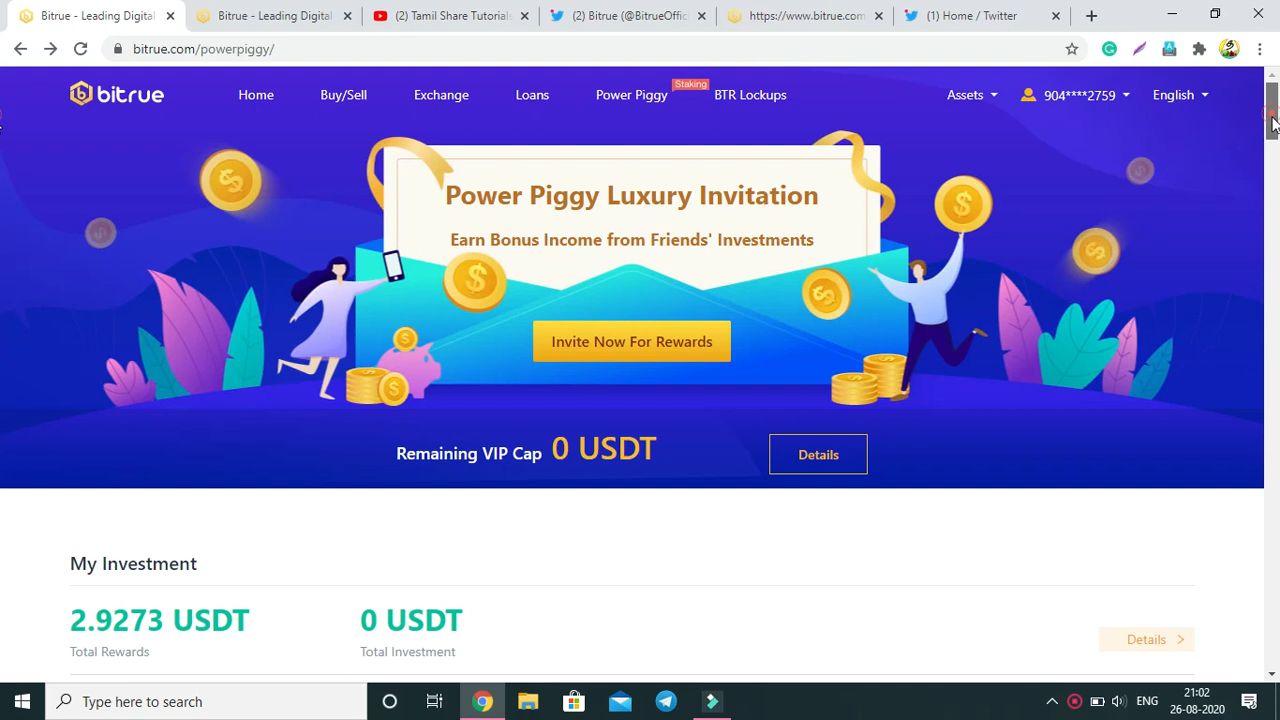 Bitrue - Leading Digital
Bitrue - Leading Digital
(2) Tamil Share Tutorials
(2) Bitrue (@BitrueOffic
https://www.bitrue.com
(1) Home / Twitter
bitrue.com/powerpiggy/
bitrue
Home
Buy/Sell
Exchange
Loans
Power Piggy
Staking
BTR Lockups
Assets
904****2759
English
Power Piggy Luxury Invitation
Earn Bonus Income from Friends' Investments
Invite Now For Rewards
Remaining VIP Cap 0 USDT
Details
My Investment
2.9273 USDT
0 USDT
Total Rewards
Total Investment
Details
Type here to search
ENG
21:02
26-08-2020